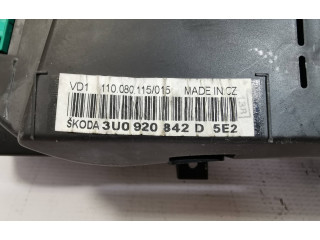 VD1 110.080.115/015 MADE IN CZ
ŠKODA 3U0 920 842 D 5E2